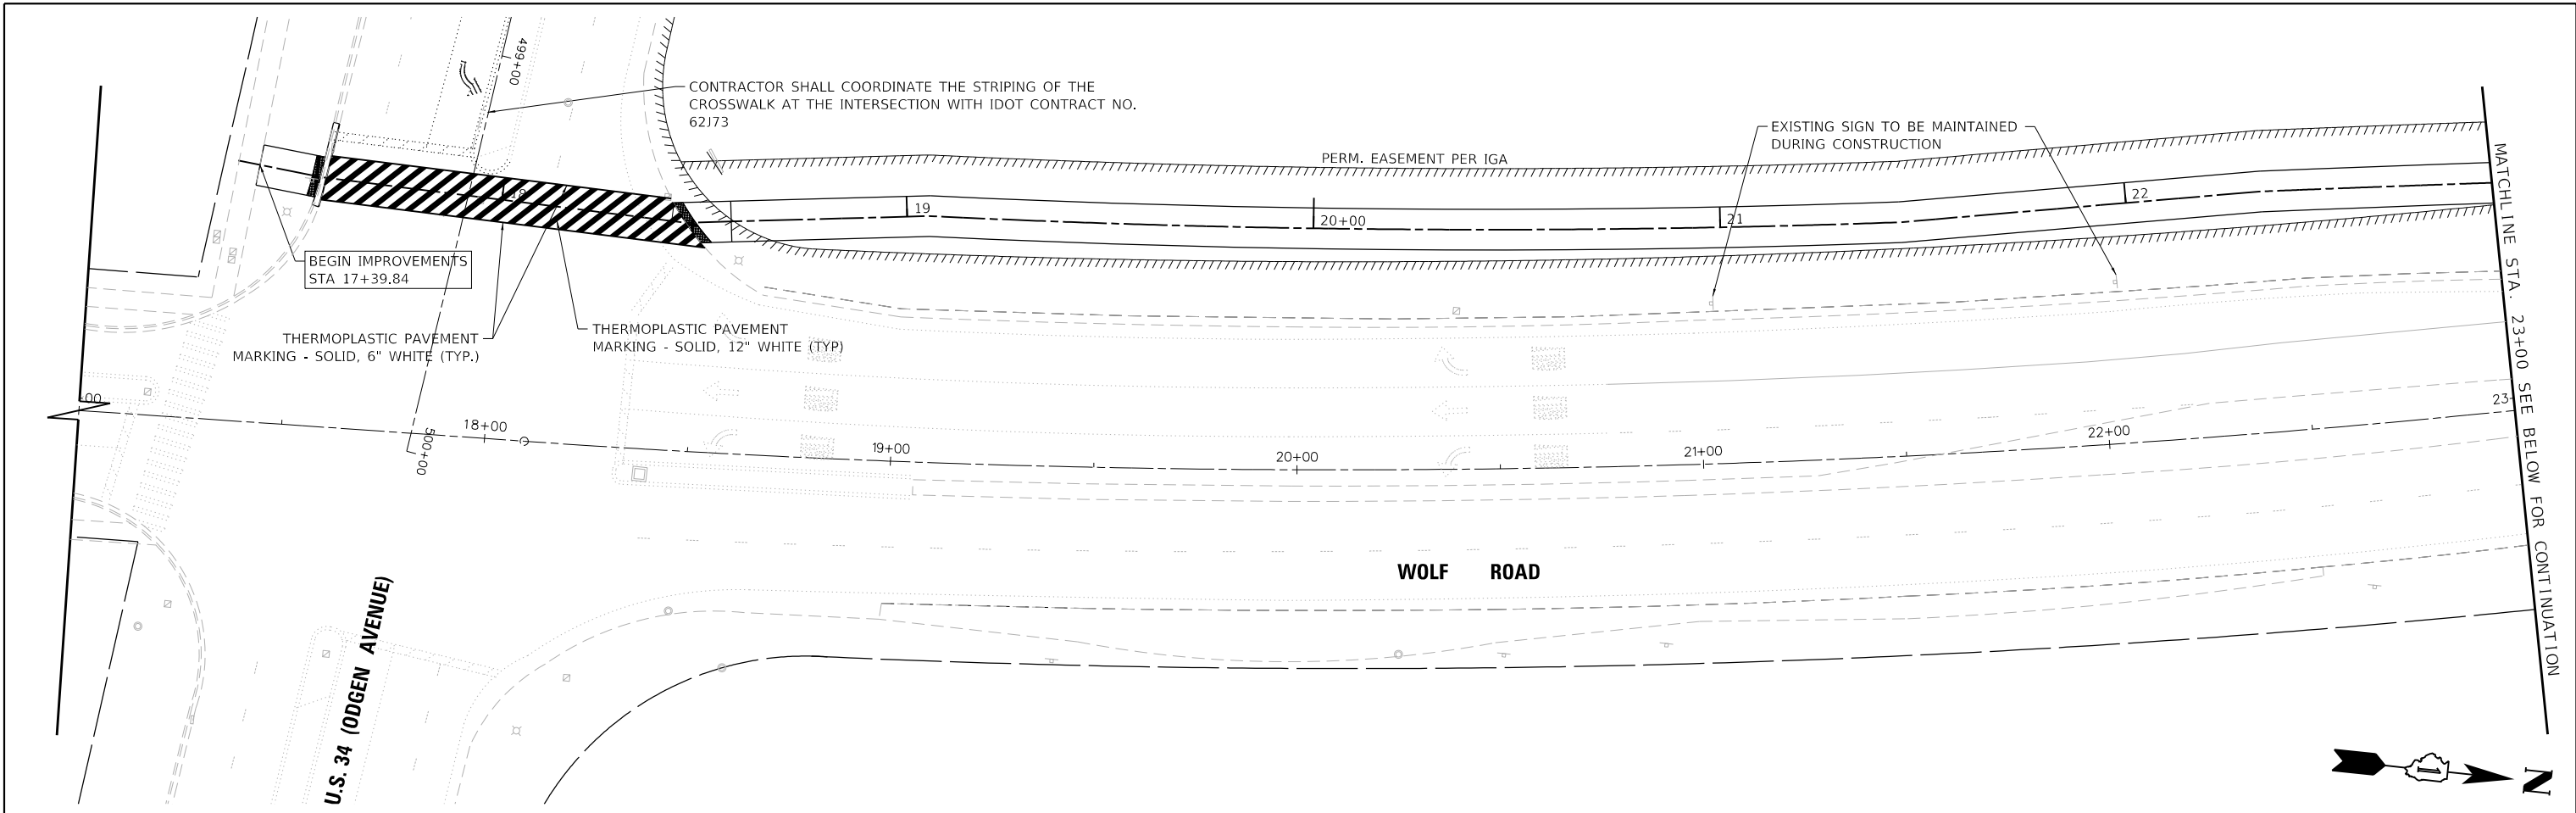 499+00
CONTRACTOR SHALL COORDINATE THE STRIPING OF THE
CROSSWALK AT THE INTERSECTION WITH IDOT CONTRACT NO.
62J73
EXISTING SIGN TO BE MAINTAINED
DURING CONSTRUCTION
PERM. EASEMENT PER IGA
18
19
20+00
21
22
BEGIN IMPROVEMENTS
STA 17+39.84
THERMOPLASTIC PAVEMENT
MARKING - SOLID, 6" WHITE (TYP.)
THERMOPLASTIC PAVEMENT
MARKING - SOLID, 12" WHITE (TYP)
MATCHLINE STA. 23+00 SEE BELOW FOR CONTINUATION
00
500+00
18+00
19+00
20+00
21+00
22+00
23
WOLF ROAD
U.S. 34 (ODGEN AVENUE)
N